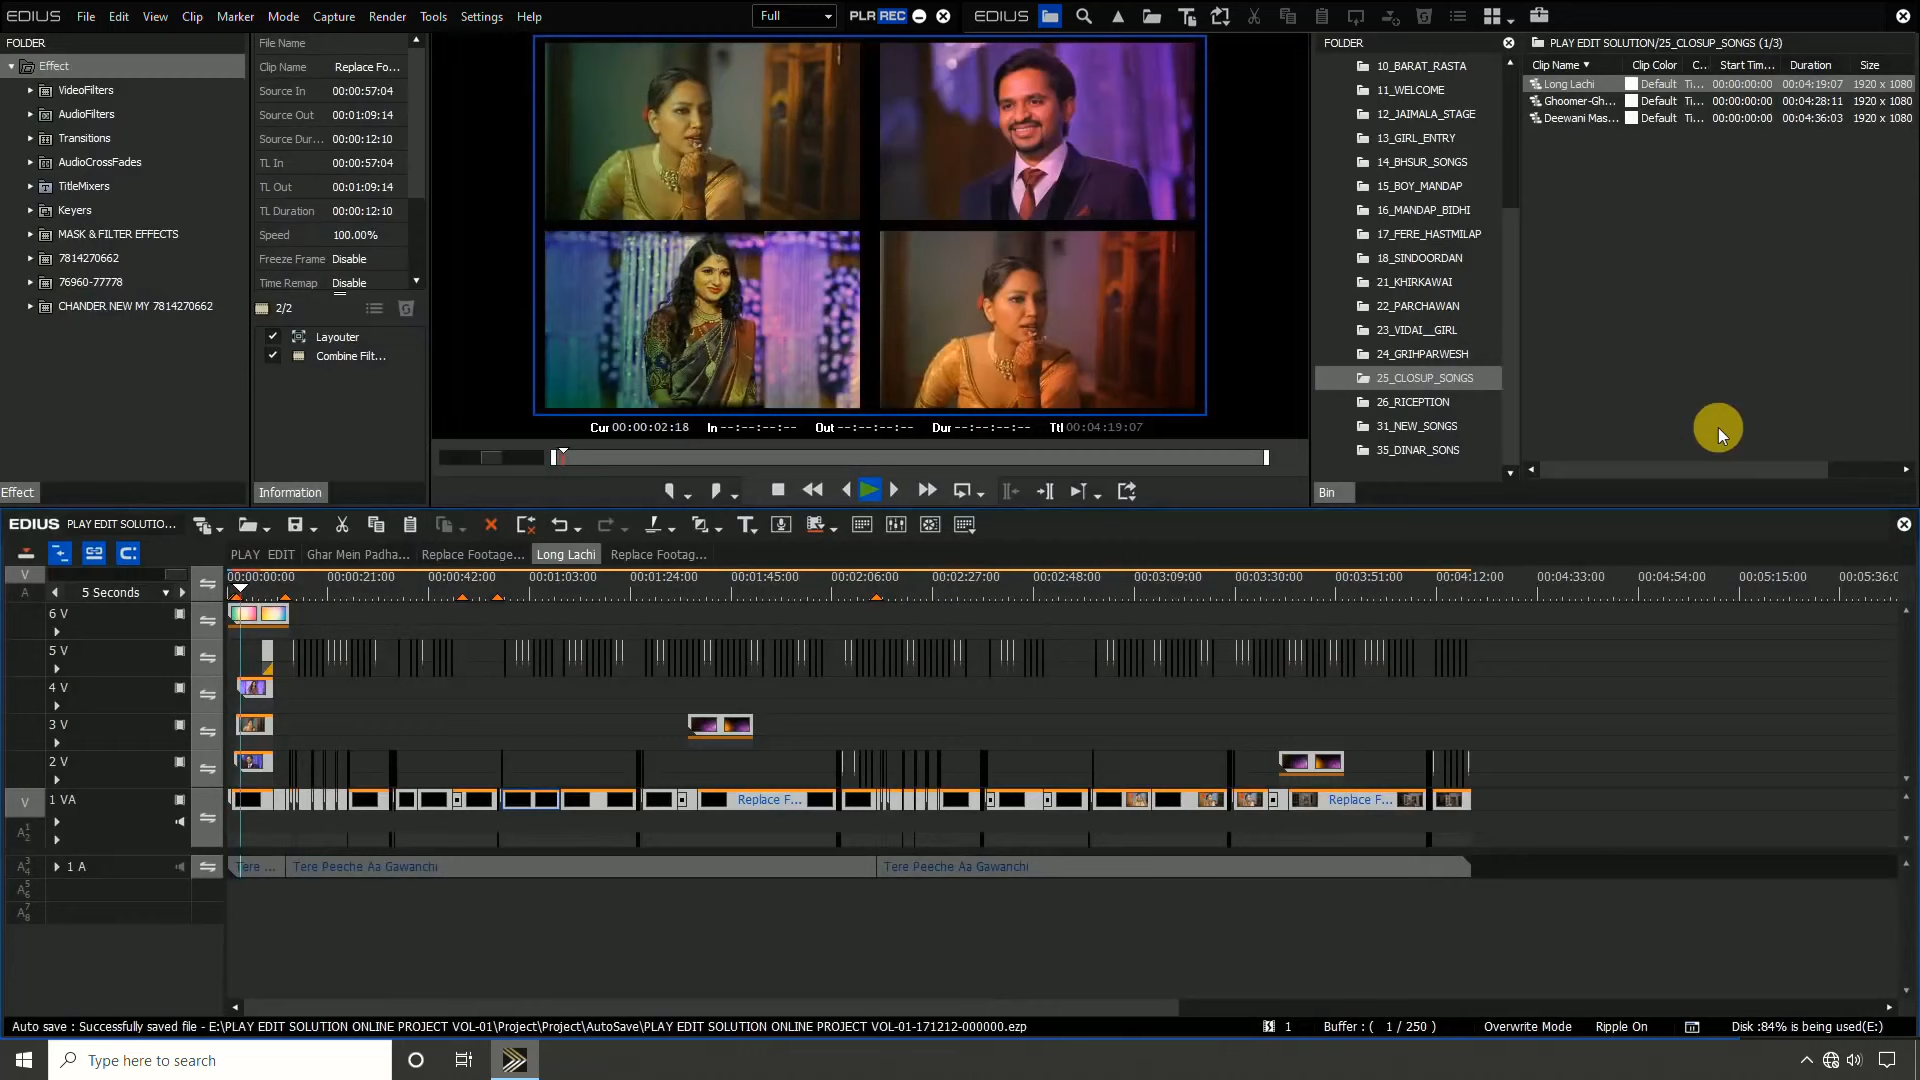 EDIUS File Edit View Clip Marker Mode Capture Render Tools Settings Help Full PLR REC EDIUS
FOLDER
Effect
VideoFilters
AudioFilters
Transitions
AudioCrossFades
TitleMixers
Keyers
MASK & FILTER EFFECTS
7814270662
76960-77778
CHANDER NEW MY 7814270662
Effect
File Name
Clip Name Replace Fo...
Source In 00:00:57:04
Source Out 00:01:09:14
Source Dur... 00:00:12:10
TL In 00:00:57:04
TL Out 00:01:09:14
TL Duration 00:00:12:10
Speed 100.00%
Freeze Frame Disable
Time Remap Disable
2/2
Layouter
Combine Filt...
Information
Cur 00:00:02:18 In --:--:--:-- Out --:--:--:-- Dur --:--:--:-- Ttl 00:04:19:07
FOLDER
10_BARAT_RASTA
11_WELCOME
12_JAIMALA_STAGE
13_GIRL_ENTRY
14_BHSUR_SONGS
15_BOY_MANDAP
16_MANDAP_BIDHI
17_FERE_HASTMILAP
18_SINDOORDAN
21_KHIRKAWAI
22_PARCHAWAN
23_VIDAI__GIRL
24_GRIHPARWESH
25_CLOSUP_SONGS
26_RICEPTION
31_NEW_SONGS
35_DINAR_SONS
Bin
PLAY EDIT SOLUTION/25_CLOSUP_SONGS (1/3)
Clip Name Clip Color C... Start Tim... Duration Size
Long Lachi Default Ti... 00:00:00:00 00:04:19:07 1920 x 1080
Ghoomer-Gh... Default Ti... 00:00:00:00 00:04:28:11 1920 x 1080
Deewani Mas... Default Ti... 00:00:00:00 00:04:36:03 1920 x 1080
EDIUS PLAY EDIT SOLUTIO...
PLAY EDIT Ghar Mein Padha... Replace Footage... Long Lachi Replace Footag...
V 00:00:00:00 00:00:21:00 00:00:42:00 00:01:03:00 00:01:24:00 00:01:45:00 00:02:06:00 00:02:27:00 00:02:48:00 00:03:09:00 00:03:30:00 00:03:51:00 00:04:12:00 00:04:33:00 00:04:54:00 00:05:15:00 00:05:36:0
A 5 Seconds
6 V
5 V
4 V
3 V
2 V
V 1 VA Replace F... Replace F...
A1
A2
A3
A4 1 A Tere ... Tere Peeche Aa Gawanchi Tere Peeche Aa Gawanchi
A5
A6
A7
A8
Auto save : Successfully saved file - E:\PLAY EDIT SOLUTION ONLINE PROJECT VOL-01\Project\Project\AutoSave\PLAY EDIT SOLUTION ONLINE PROJECT VOL-01-171212-000000.ezp 1 Buffer : ( 1 / 250 ) Overwrite Mode Ripple On Disk :84% is being used(E:)
Type here to search